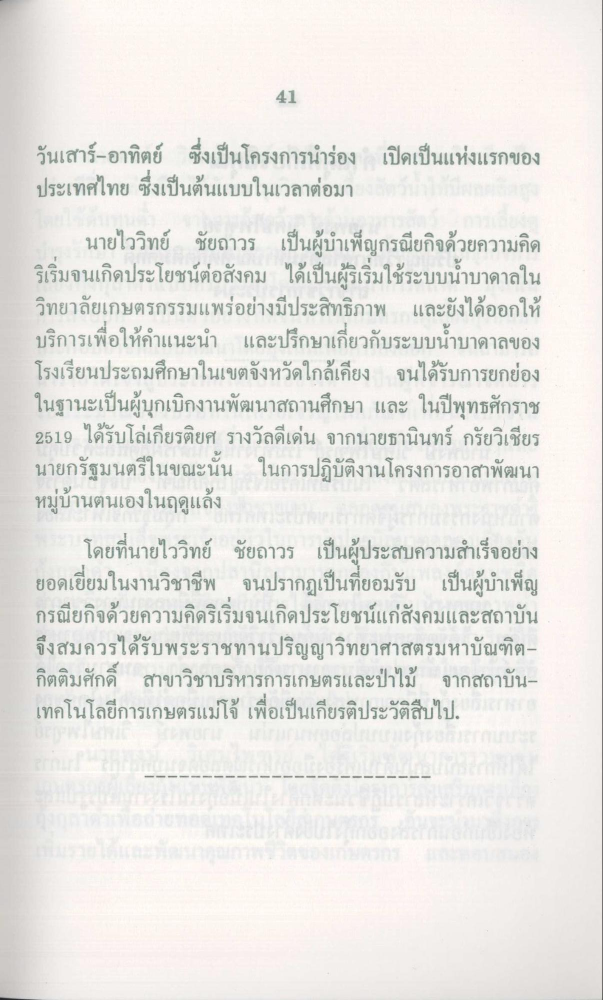 41
วันเสาร์-อาทิตย์ ซึ่งเป็นโครงการนำร่อง เปิดเป็นแห่งแรกของ
ประเทศไทย ซึ่งเป็นต้นแบบในเวลาต่อมา
นายไววิทย์ ชัยถาวร เป็นผู้บำเพ็ญกรณียกิจด้วยความคิด
ริเริ่มจนเกิดประโยชน์ต่อสังคม ได้เป็นผู้ริเริ่มใช้ระบบน้ำบาดาลใน
วิทยาลัยเกษตรกรรมแพร่อย่างมีประสิทธิภาพ และยังได้ออกให้
บริการเพื่อให้คำแนะนำ และปรึกษาเกี่ยวกับระบบน้ำบาดาลของ
โรงเรียนประถมศึกษาในเขตจังหวัดใกล้เคียง จนได้รับการยกย่อง
ในฐานะเป็นผู้บุกเบิกงานพัฒนาสถานศึกษา และ ในปีพุทธศักราช
2519 ได้รับโล่เกียรติยศ รางวัลดีเด่น จากนายธานินทร์ กรัยวิเชียร
นายกรัฐมนตรีในขณะนั้น ในการปฏิบัติงานโครงการอาสาพัฒนา
หมู่บ้านตนเองในฤดูแล้ง
โดยที่นายไววิทย์ ชัยถาวร เป็นผู้ประสบความสำเร็จอย่าง
ยอดเยี่ยมในงานวิชาชีพ จนปรากฏเป็นที่ยอมรับ เป็นผู้บำเพ็ญ
กรณียกิจด้วยความคิดริเริ่มจนเกิดประโยชน์แก่สังคมและสถาบัน
จึงสมควรได้รับพระราชทานปริญญาวิทยาศาสตรมหาบัณฑิต-
กิตติมศักดิ์ สาขาวิชาบริหารการเกษตรและป่าไม้ จากสถาบัน-
เทคโนโลยีการเกษตรแม่โจ้ เพื่อเป็นเกียรติประวัติสืบไป.